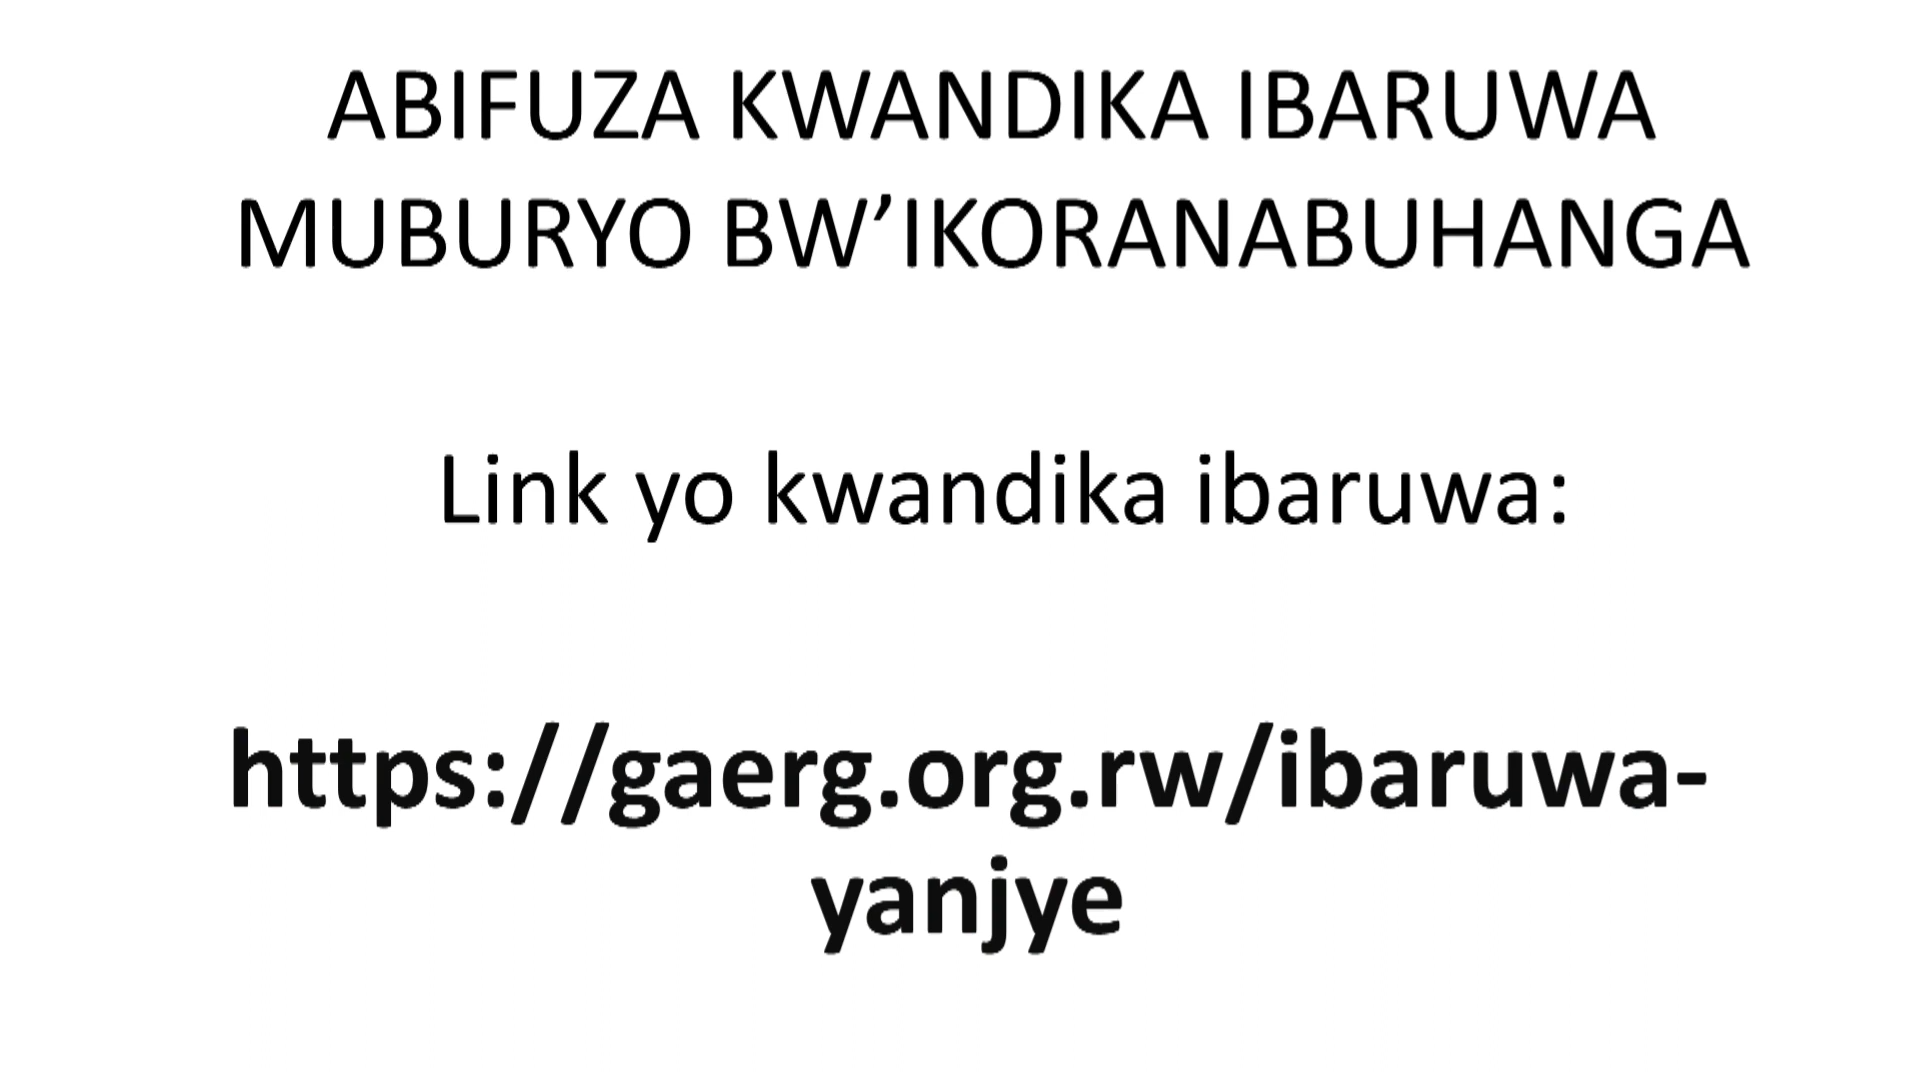 ABIFUZA KWANDIKA IBARUWA
MUBURYO BW’IKORANABUHANGA
Link yo kwandika ibaruwa:
https://gaerg.org.rw/ibaruwa-
yanjye